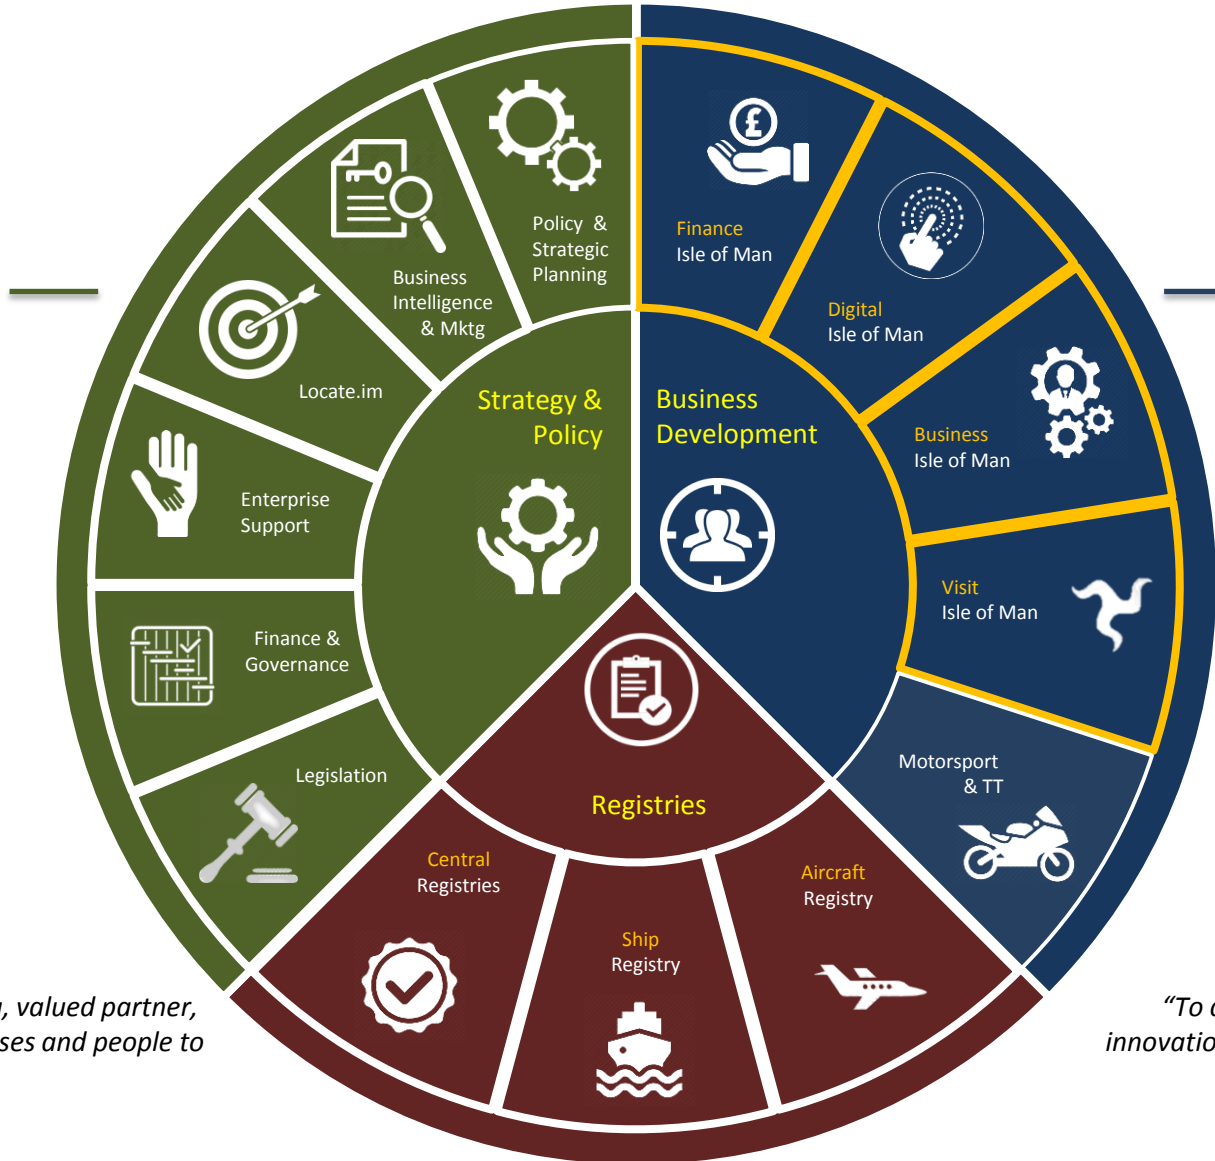 Policy &
Strategic
Planning
Business
Intelligence
& Mktg
Locate.im
Enterprise
Support
Finance &
Governance
Legislation
Strategy &
Policy
Business
Development
Finance
Isle of Man
Digital
Isle of Man
Business
Isle of Man
Visit
Isle of Man
Motorsport
& TT
Registries
Central
Registries
Ship
Registry
Aircraft
Registry
, valued partner,
ses and people to
“To
innovatio